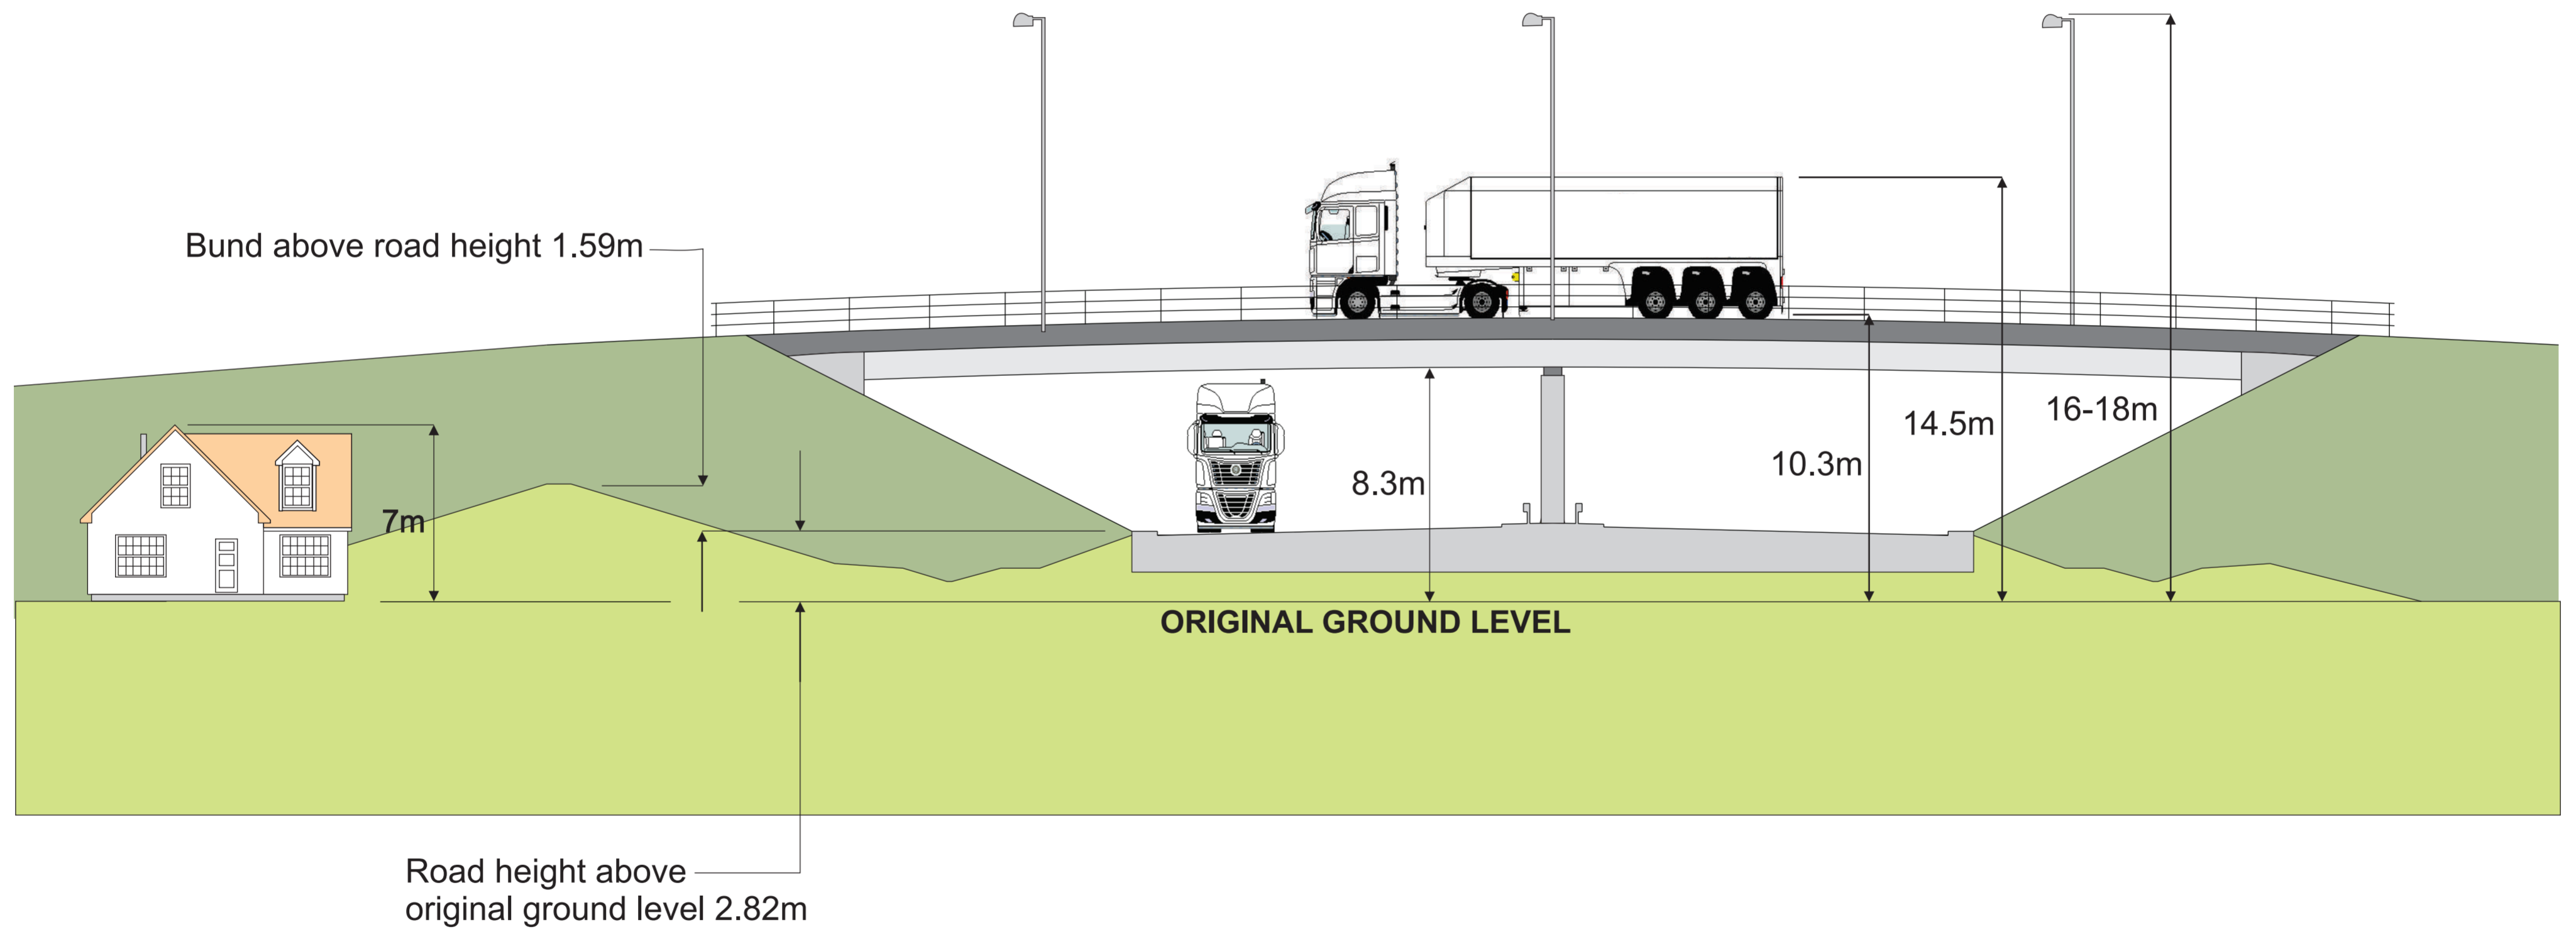 Bund above road height 1.59m
16-18m
14.5m
10.3m
8.3m
7m
ORIGINAL GROUND LEVEL
Road height above
original ground level 2.82m